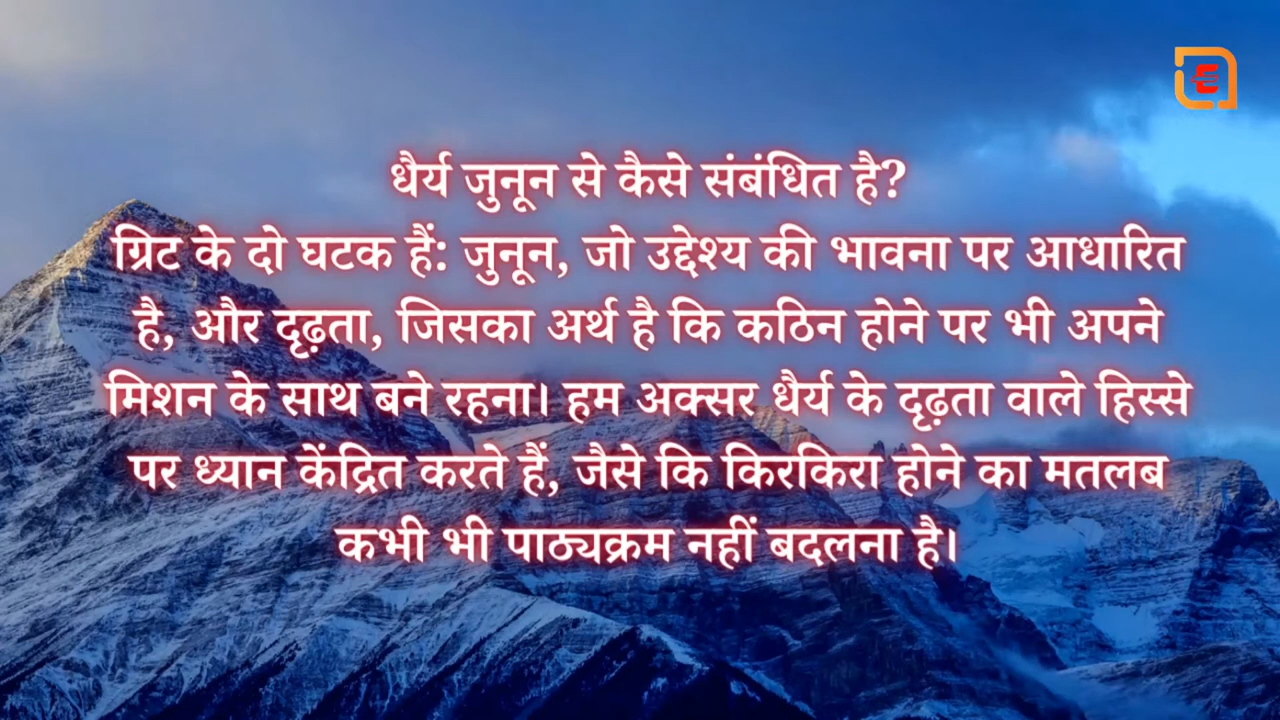 धैर्य जुनून से कैसे संबंधित है?
ग्रिट के दो घटक हैं: जुनून, जो उद्देश्य की भावना पर आधारित
है, और दृढ़ता, जिसका अर्थ है कि कठिन होने पर भी अपने
मिशन के साथ बने रहना। हम अक्सर धैर्य के दृढ़ता वाले हिस्से
पर ध्यान केंद्रित करते हैं, जैसे कि किरकिरा होने का मतलब
कभी भी पाठ्यक्रम नहीं बदलना है।